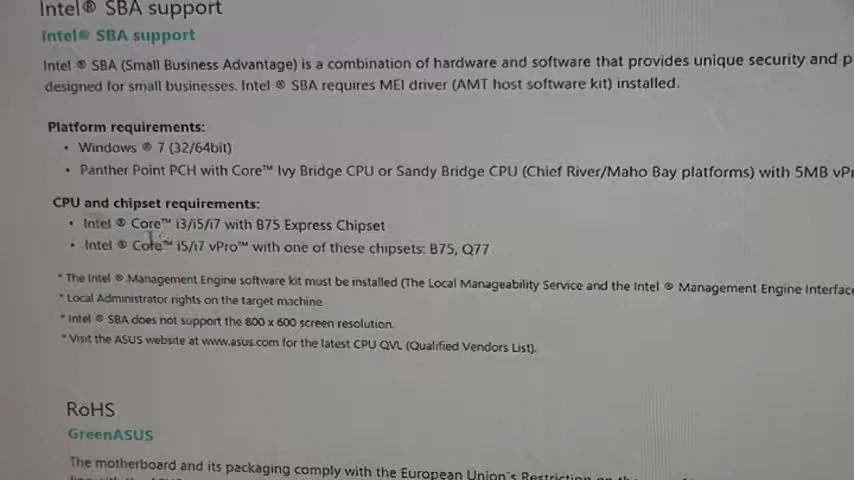 Intel® SBA support
Intel® SBA support
Intel ® SBA (Small Business Advantage) is a combination of hardware and software that provides unique security and p
designed for small businesses. Intel ® SBA requires MEI driver (AMT host software kit) installed.
Platform requirements:
• Windows ® 7 (32/64bit)
• Panther Point PCH with Core™ Ivy Bridge CPU or Sandy Bridge CPU (Chief River/Maho Bay platforms) with 5MB vPr
CPU and chipset requirements:
• Intel ® Core™ i3/i5/i7 with B75 Express Chipset
• Intel ® Core™ i5/i7 vPro™ with one of these chipsets: B75, Q77
* The Intel ® Management Engine software kit must be installed (The Local Manageability Service and the Intel ® Management Engine Interface
* Local Administrator rights on the target machine
* Intel ® SBA does not support the 800 x 600 screen resolution.
* Visit the ASUS website at www.asus.com for the latest CPU QVL (Qualified Vendors List).
RoHS
GreenASUS
The motherboard and its packaging comply with the European Union´s Restriction on the